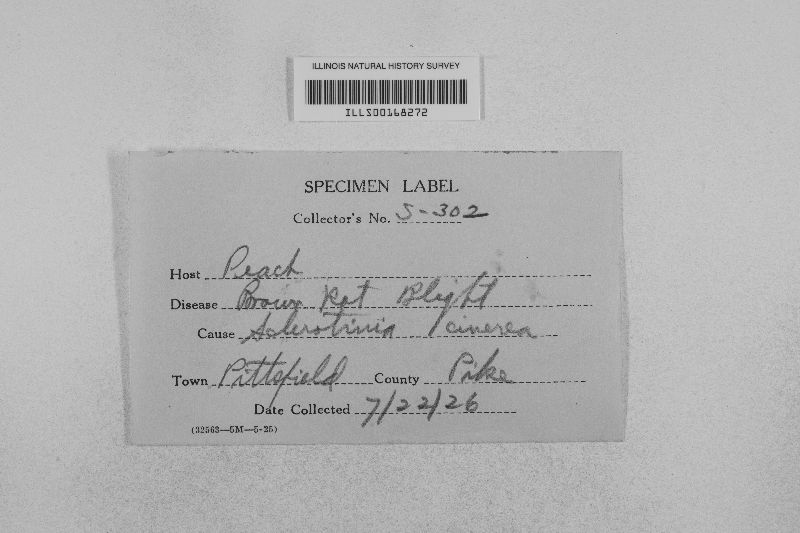 ILLINOIS NATURAL HISTORY SURVEY
ILLS00168272
SPECIMEN LABEL
Collector's No. S-302
Host Peach
Disease Brown Rot Blight
Cause Sclerotinia cinerea
Town Pittsfield County Pike
Date Collected 7/22/26
(32563—5M—5-25)